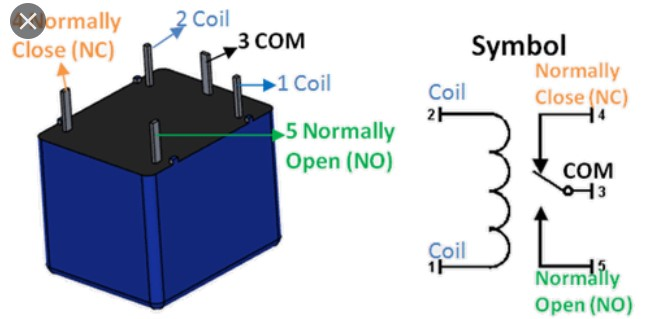 Normally
Close (NC)
2 Coil
3 COM
1 Coil
5 Normally
Open (NO)
Symbol
Normally
Close (NC)
Coil
2
4
COM
3
Coil
1
5
Normally
Open (NO)